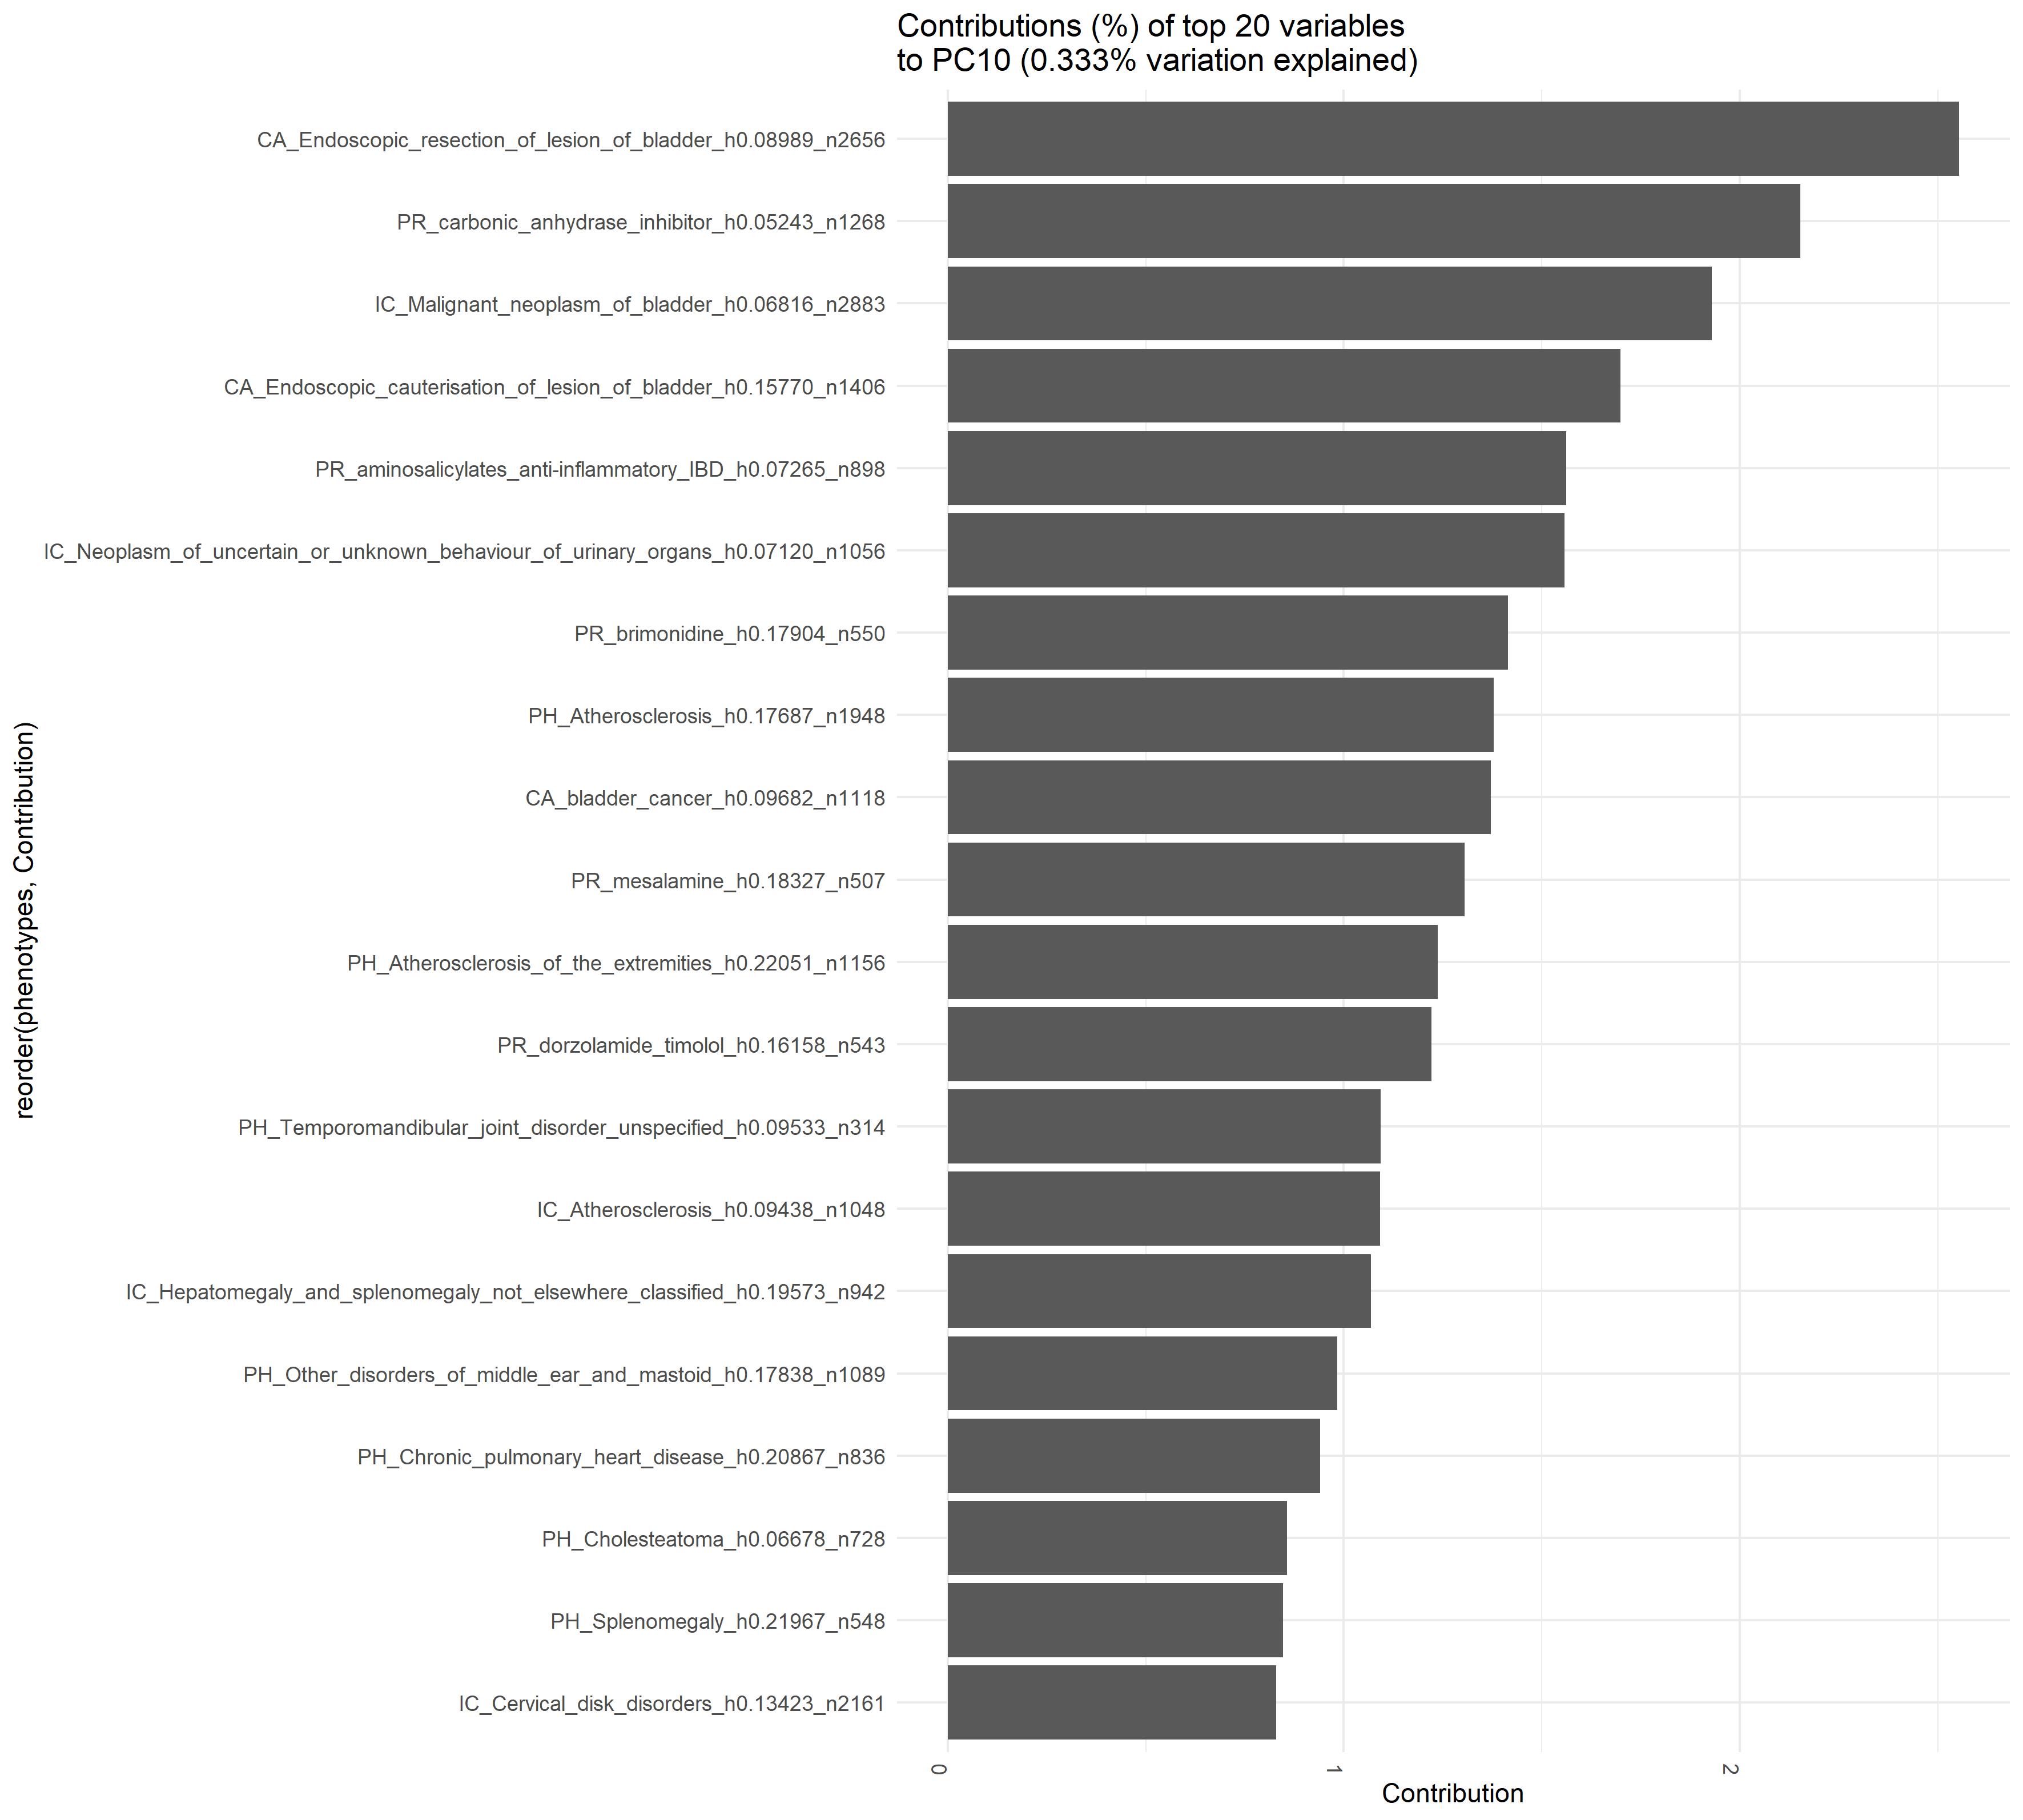 Contributions (%) of top 20 variables
to PC10 (0.333% variation explained)
CA_Endoscopic_resection_of_lesion_of_bladder_h0.08989_n2656
PR_carbonic_anhydrase_inhibitor_h0.05243_n1268
IC_Malignant_neoplasm_of_bladder_h0.06816_n2883
CA_Endoscopic_cauterisation_of_lesion_of_bladder_h0.15770_n1406
PR_aminosalicylates_anti-inflammatory_IBD_h0.07265_n898
IC_Neoplasm_of_uncertain_or_unknown_behaviour_of_urinary_organs_h0.07120_n1056
PR_brimonidine_h0.17904_n550
PH_Atherosclerosis_h0.17687_n1948
CA_bladder_cancer_h0.09682_n1118
PR_mesalamine_h0.18327_n507
PH_Atherosclerosis_of_the_extremities_h0.22051_n1156
PR_dorzolamide_timolol_h0.16158_n543
PH_Temporomandibular_joint_disorder_unspecified_h0.09533_n314
IC_Atherosclerosis_h0.09438_n1048
IC_Hepatomegaly_and_splenomegaly_not_elsewhere_classified_h0.19573_n942
PH_Other_disorders_of_middle_ear_and_mastoid_h0.17838_n1089
PH_Chronic_pulmonary_heart_disease_h0.20867_n836
PH_Cholesteatoma_h0.06678_n728
PH_Splenomegaly_h0.21967_n548
IC_Cervical_disk_disorders_h0.13423_n2161
reorder(phenotypes, Contribution)
0 1 2
Contribution